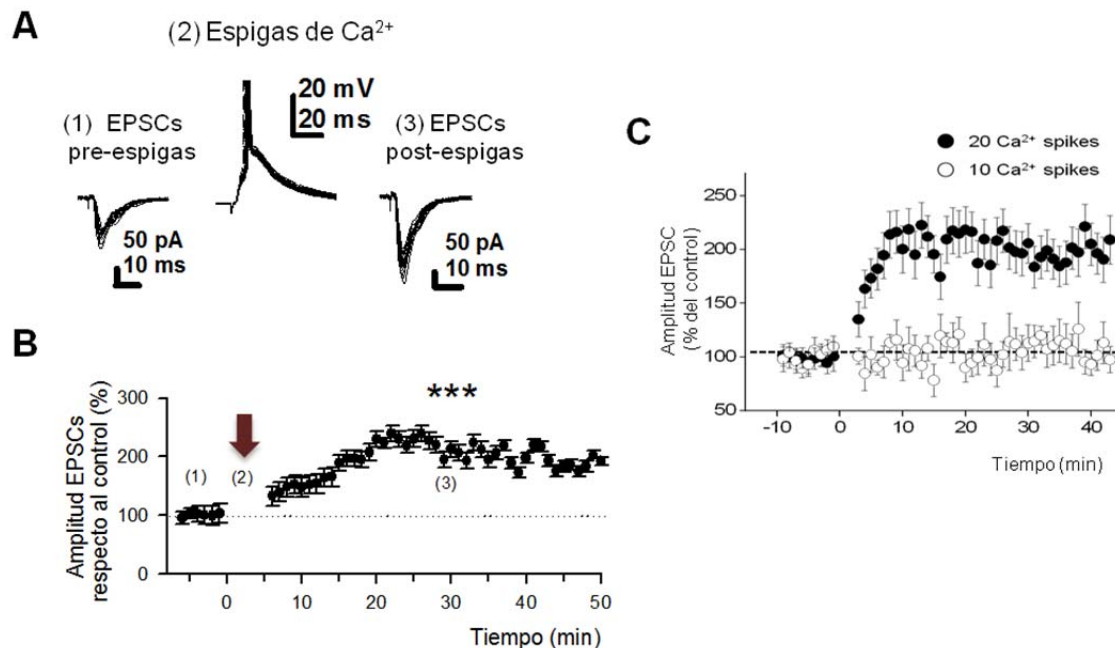 A
(2) Espigas de Ca²⁺
20 mV
20 ms
(1) EPSCs
pre-espigas
50 pA
10 ms
(3) EPSCs
post-espigas
50 pA
10 ms
B
Amplitud EPSCs
respecto al control (%)
300
200
100
0
(1)
(2)
***
(3)
0
10
20
30
40
50
Tiempo (min)
C
20 Ca²⁺ spikes
10 Ca²⁺ spikes
Amplitud EPSC
(% del control)
250
200
150
100
50
-10
0
10
20
30
40
Tiempo (min)